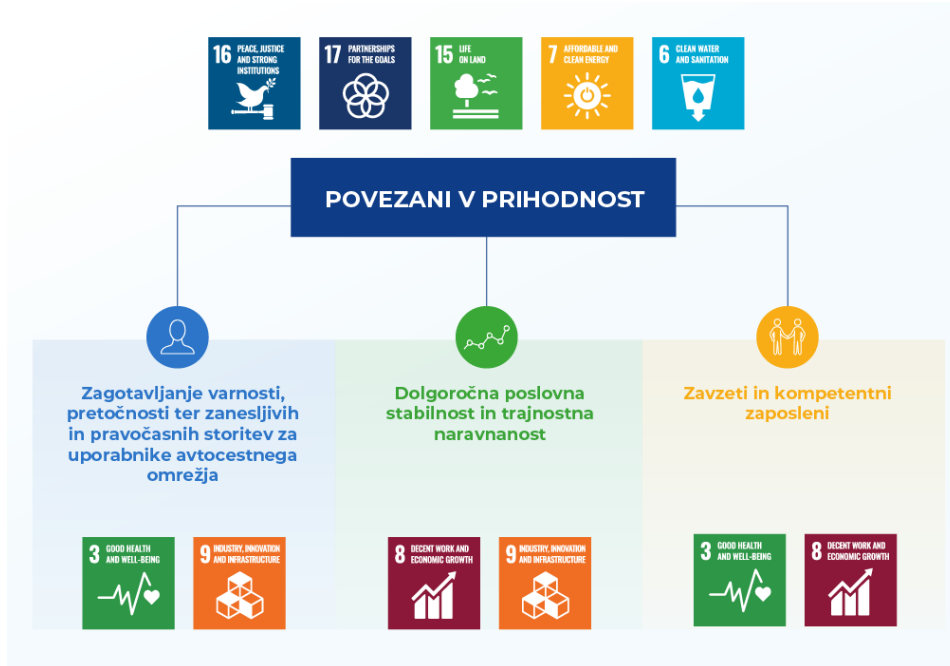 16 PEACE, JUSTICE
AND STRONG
INSTITUTIONS
17 PARTNERSHIPS
FOR THE GOALS
15 LIFE
ON LAND
7 AFFORDABLE AND
CLEAN ENERGY
6 CLEAN WATER
AND SANITATION
POVEZANI V PRIHODNOST
Zagotavljanje varnosti,
pretočnosti ter zanesljivih
in pravočasnih storitev za
uporabnike avtocestnega
omrežja
Dolgoročna poslovna
stabilnost in trajnostna
naravnanost
Zavzeti in kompetentni
zaposleni
3 GOOD HEALTH
AND WELL-BEING
9 INDUSTRY, INNOVATION
AND INFRASTRUCTURE
8 DECENT WORK AND
ECONOMIC GROWTH
9 INDUSTRY, INNOVATION
AND INFRASTRUCTURE
3 GOOD HEALTH
AND WELL-BEING
8 DECENT WORK AND
ECONOMIC GROWTH